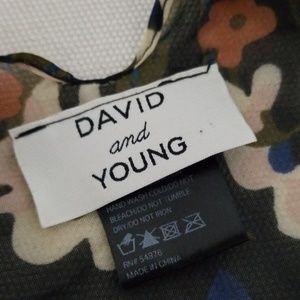 DAVID
and
YOUNG
HAND WASH COLD/DO NOT
BLEACH/DO NOT TUMBLE
DRY/DO NOT IRON
RN# 54926
MADE IN CHINA